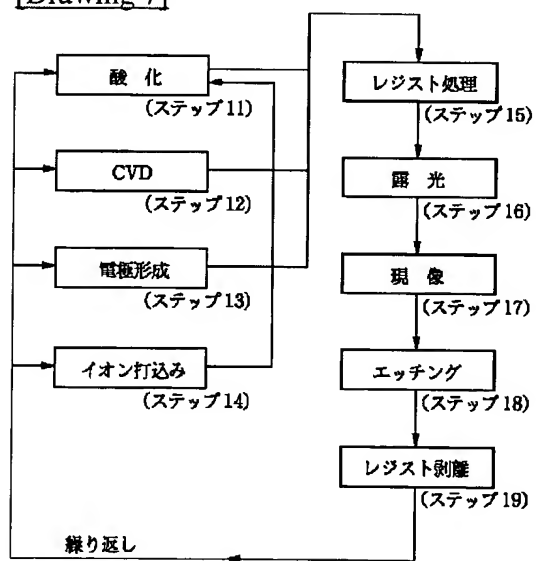 [Drawing 7]
酸 化
(ステップ11)
CVD
(ステップ12)
電極形成
(ステップ13)
イオン打込み
(ステップ14)
レジスト処理
(ステップ15)
露 光
(ステップ16)
現 像
(ステップ17)
エッチング
(ステップ18)
レジスト剥離
(ステップ19)
繰り返し